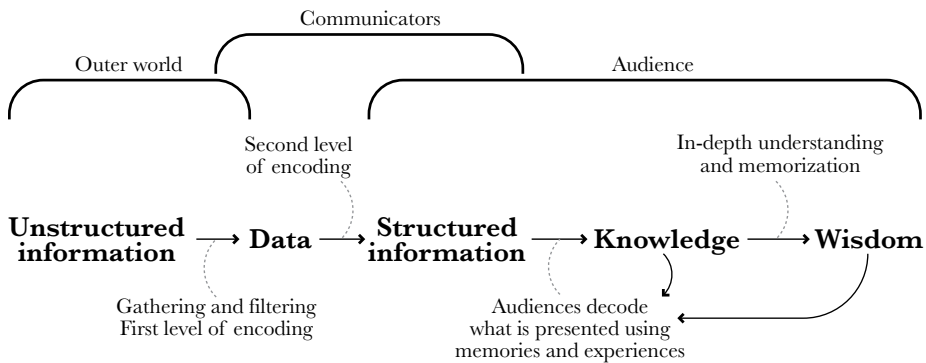 Communicators
Outer world
Audience
Second level
of encoding
In-depth understanding
and memorization
Unstructured
information
Data
Structured
information
Knowledge
Wisdom
Gathering and filtering
First level of encoding
Audiences decode
what is presented using
memories and experiences